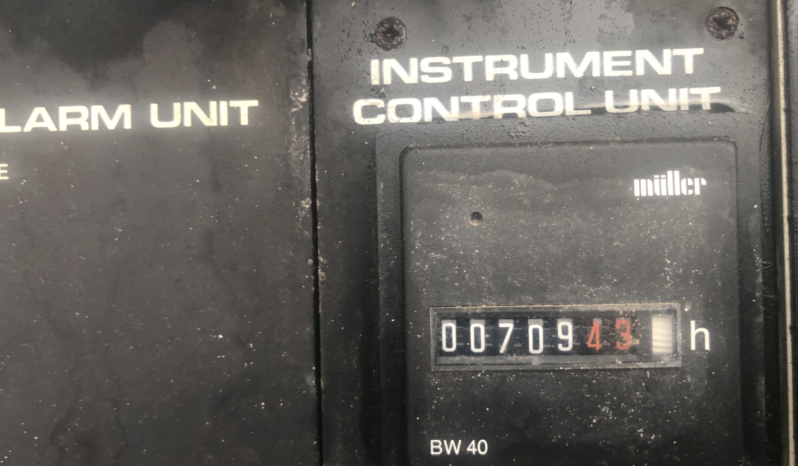 LARM UNIT
E
INSTRUMENT
CONTROL UNIT
müller
0070943 h
BW 40